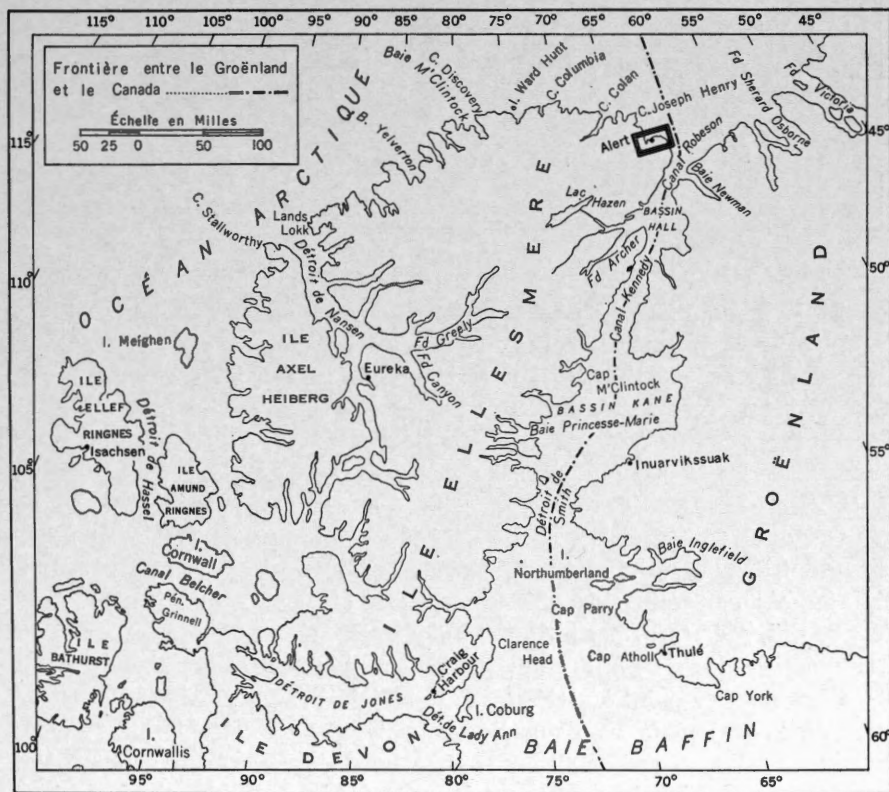 115° 110° 105° 100° 95° 90° 85° 80° 75° 70° 65° 60° 55° 50° 45°
Frontière entre le Groënland
et le Canada
Échelle en Milles
50 25 0 50 100
C. Discovery
Baie M'Clintock
I. Ward Hunt
C. Columbia
C. Colan
C. Joseph Henry
Fd Sherard Osborne
Fd Victoria
115°
45°
B. Yelverton
Alert
Canal Robeson
Baie Newman
OCÉAN ARCTIQUE
C. Stallworthy
Lands
Lokk
Lac
Hazen
BASSIN
HALL
Fd Archer
110°
50°
Détroit de Nansen
Canal Kennedy
I. Meighen
ILE
AXEL
HEIBERG
Fd Greely
Fd Canyon
Eureka
ILE D'ELLESMERE
GROËNLAND
Cap
M'Clintock
BASSIN KANE
Baie Princesse-Marie
ILE
ELLEF
RINGNES
Isachsen
Détroit de Hassel
105°
55°
ILE
AMUND
RINGNES
Inuarvikssuak
Détroit de
Smith
I.
Cornwall
Baie Inglefield
I.
Northumberland
Canal Belcher
Pén.
Grinnell
Cap Parry
ILE
BATHURST
Clarence
Head
Cap Atholl
Thulé
Craig
Harbour
DÉTROIT DE JONES
Cap York
I. Coburg
Dét. de Lady Ann
I.
Cornwallis
ILE DEVON
BAIE BAFFIN
100°
60°
95° 90° 85° 80° 75° 70° 65°